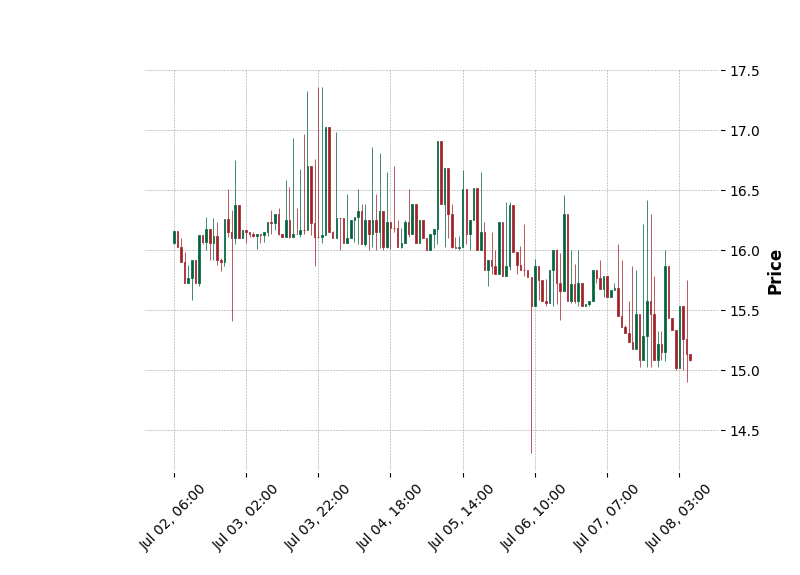 17.5
17.0
16.5
16.0
15.5
15.0
14.5
Price
Jul 02, 06:00
Jul 03, 02:00
Jul 03, 22:00
Jul 04, 18:00
Jul 05, 14:00
Jul 06, 10:00
Jul 07, 07:00
Jul 08, 03:00